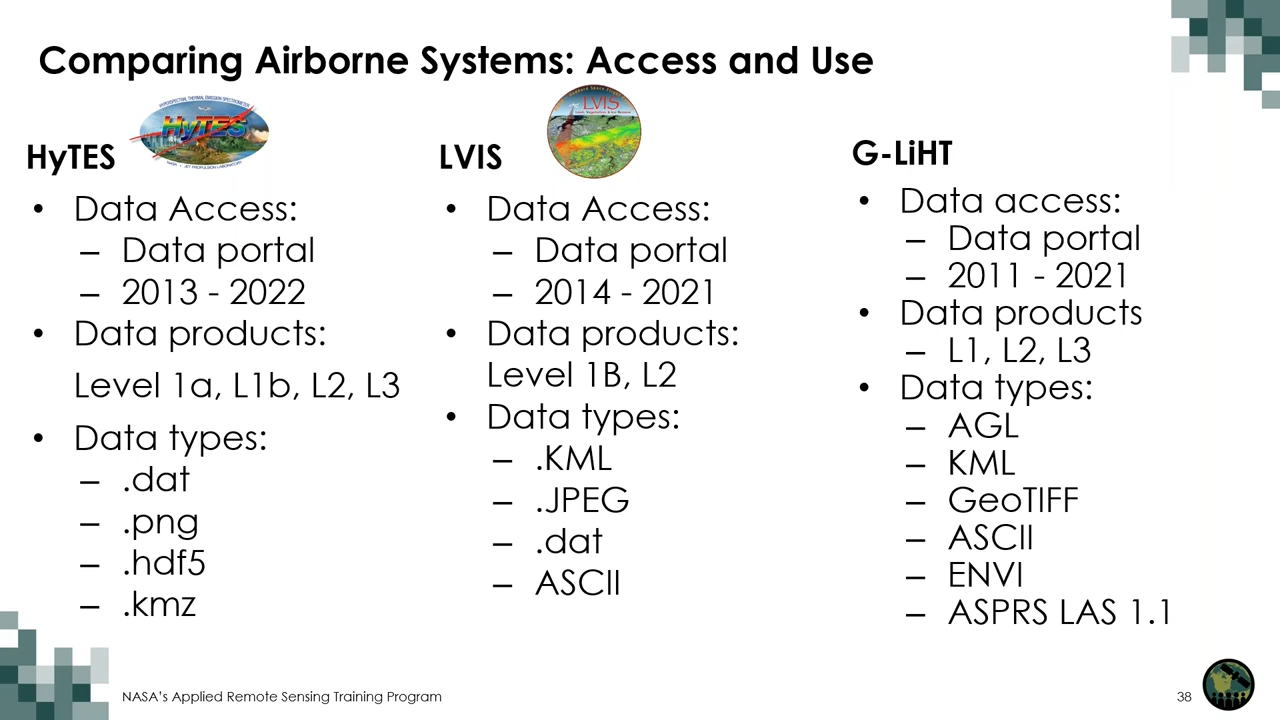 Comparing Airborne Systems: Access and Use
HyTES
HyTES
• Data Access:
– Data portal
– 2013 - 2022
• Data products:
Level 1a, L1b, L2, L3
• Data types:
– .dat
– .png
– .hdf5
– .kmz
LVIS
LVIS
• Data Access:
– Data portal
– 2014 - 2021
• Data products:
Level 1B, L2
• Data types:
– .KML
– .JPEG
– .dat
– ASCII
G-LiHT
• Data access:
– Data portal
– 2011 - 2021
• Data products
– L1, L2, L3
• Data types:
– AGL
– KML
– GeoTIFF
– ASCII
– ENVI
– ASPRS LAS 1.1
NASA's Applied Remote Sensing Training Program
38